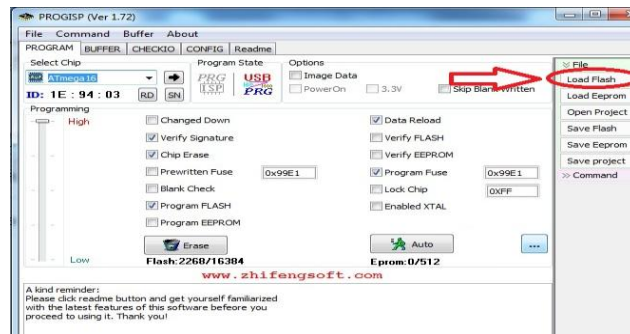 PROGISP (Ver 1.72)
File Command Buffer About
PROGRAM BUFFER CHECKIO CONFIG Readme
Select Chip
Program State
Options
ATmega16
PRG
ISP
USB
PRG
Image Data
PowerOn
3.3V
Skip Blank Written
ID: 1E : 94 : 03
RD
SN
Programming
High
Low
Changed Down
Verify Signature
Chip Erase
Prewritten Fuse
0x99E1
Blank Check
Program FLASH
Program EEPROM
Data Reload
Verify FLASH
Verify EEPROM
Program Fuse
0x99E1
Lock Chip
0XFF
Enabled XTAL
Erase
Auto
...
Flash:2268/16384
Eprom:0/512
www.zhifengsoft.com
A kind reminder:
Please click readme button and get yourself familiarized
with the latest features of this software befeore you
proceed to using it. Thank you!
File
Load Flash
Load Eeprom
Open Project
Save Flash
Save Eeprom
Save project
Command